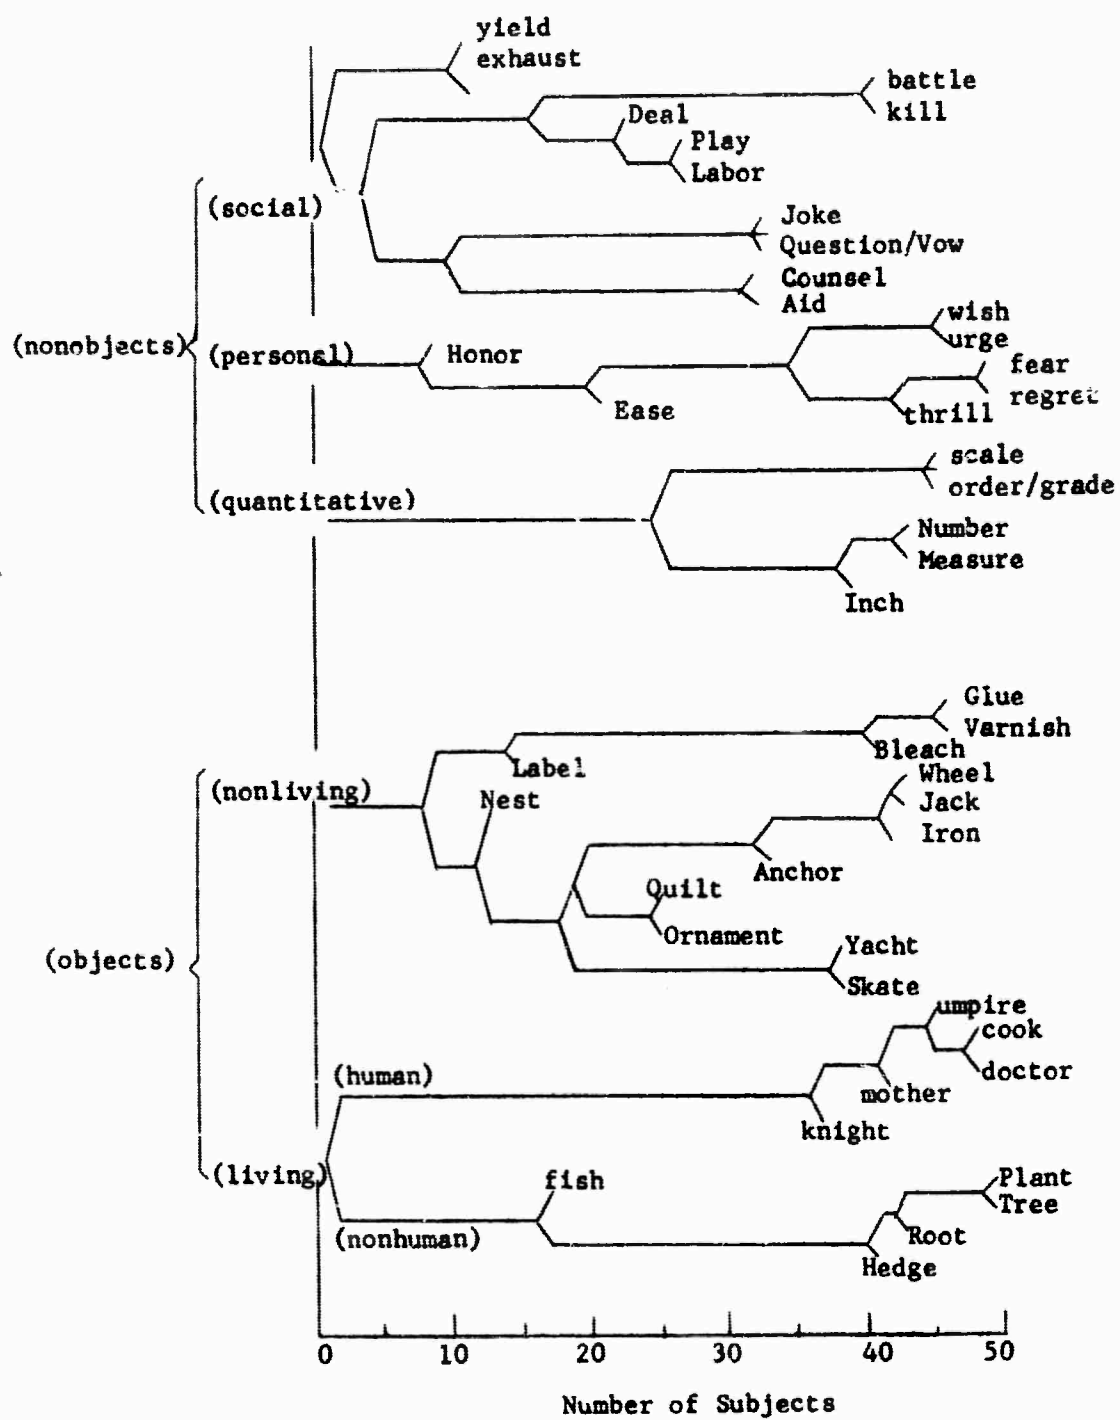 yield
exhaust
battle
kill
Deal
Play
Labor
(social)
Joke
Question/Vow
Counsel
Aid
wish
urge
(nonobjects)
(personal)
Honor
fear
regret
Ease
thrill
scale
order/grade
(quantitative)
Number
Measure
Inch
Glue
Varnish
Bleach
Label
Wheel
(nonliving)
Nest
Jack
Iron
Anchor
Quilt
Ornament
Yacht
(objects)
Skate
umpire
cook
doctor
(human)
mother
knight
(living)
fish
Plant
Tree
(nonhuman)
Root
Hedge
0 10 20 30 40 50
Number of Subjects